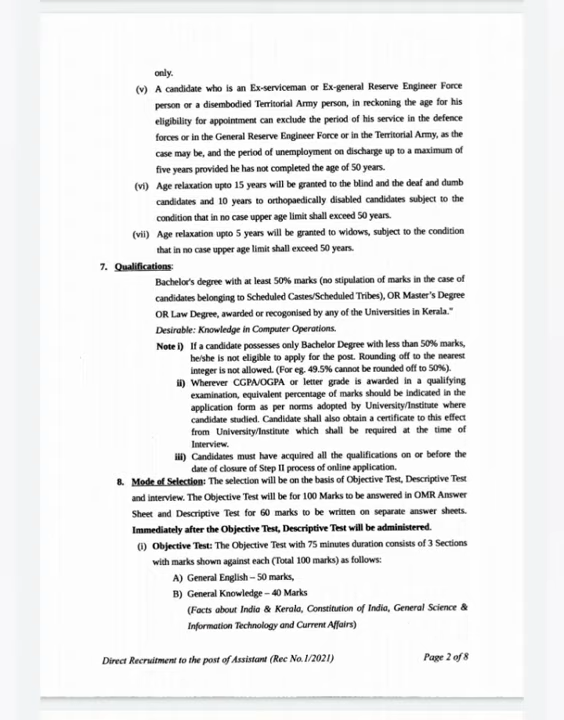 only.
(v) A candidate who is an Ex-serviceman or Ex-general Reserve Engineer Force
person or a disembodied Territorial Army person, in reckoning the age for his
eligibility for appointment can exclude the period of his service in the defence
forces or in the General Reserve Engineer Force or in the Territorial Army, as the
case may be, and the period of unemployment on discharge up to a maximum of
five years provided he has not completed the age of 50 years.
(vi) Age relaxation upto 15 years will be granted to the blind and the deaf and dumb
candidates and 10 years to orthopaedically disabled candidates subject to the
condition that in no case upper age limit shall exceed 50 years.
(vii) Age relaxation upto 5 years will be granted to widows, subject to the condition
that in no case upper age limit shall exceed 50 years.
7. Qualifications:
Bachelor's degree with at least 50% marks (no stipulation of marks in the case of
candidates belonging to Scheduled Castes/Scheduled Tribes), OR Master's Degree
OR Law Degree, awarded or recogonised by any of the Universities in Kerala."
Desirable: Knowledge in Computer Operations.
Note i) If a candidate possesses only Bachelor Degree with less than 50% marks,
he/she is not eligible to apply for the post. Rounding off to the nearest
integer is not allowed. (For eg. 49.5% cannot be rounded off to 50%).
ii) Wherever CGPA/OGPA or letter grade is awarded in a qualifying
examination, equivalent percentage of marks should be indicated in the
application form as per norms adopted by University/Institute where
candidate studied. Candidate shall also obtain a certificate to this effect
from University/Institute which shall be required at the time of
Interview.
iii) Candidates must have acquired all the qualifications on or before the
date of closure of Step II process of online application.
8. Mode of Selection: The selection will be on the basis of Objective Test, Descriptive Test
and interview. The Objective Test will be for 100 Marks to be answered in OMR Answer
Sheet and Descriptive Test for 60 marks to be written on separate answer sheets.
Immediately after the Objective Test, Descriptive Test will be administered.
(i) Objective Test: The Objective Test with 75 minutes duration consists of 3 Sections
with marks shown against each (Total 100 marks) as follows:
A) General English – 50 marks,
B) General Knowledge – 40 Marks
(Facts about India & Kerala, Constitution of India, General Science &
Information Technology and Current Affairs)
Direct Recruitment to the post of Assistant (Rec No.1/2021) Page 2 of 8